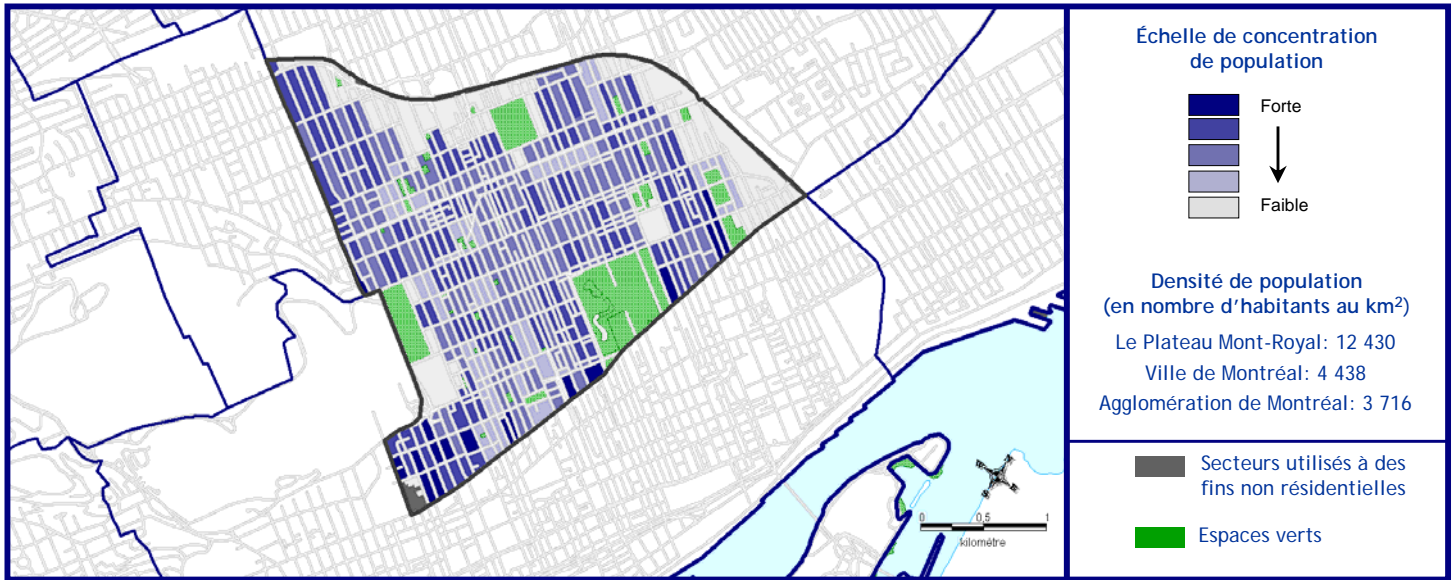 Échelle de concentration
de population
Forte
Faible
Densité de population
(en nombre d'habitants au km²)
Le Plateau Mont-Royal: 12 430
Ville de Montréal: 4 438
Agglomération de Montréal: 3 716
Secteurs utilisés à des
fins non résidentielles
Espaces verts
0 0,5 1
kilomètre